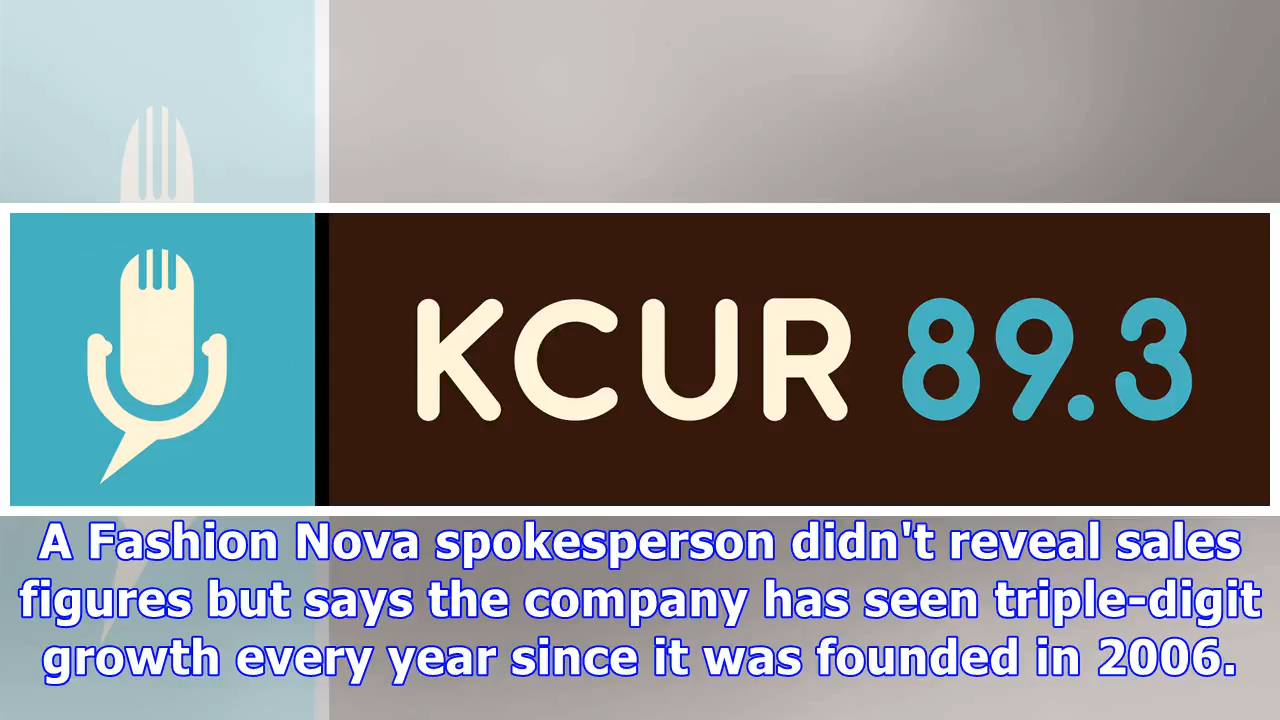 KCUR 89.3
A Fashion Nova spokesperson didn't reveal sales
figures but says the company has seen triple-digit
growth every year since it was founded in 2006.